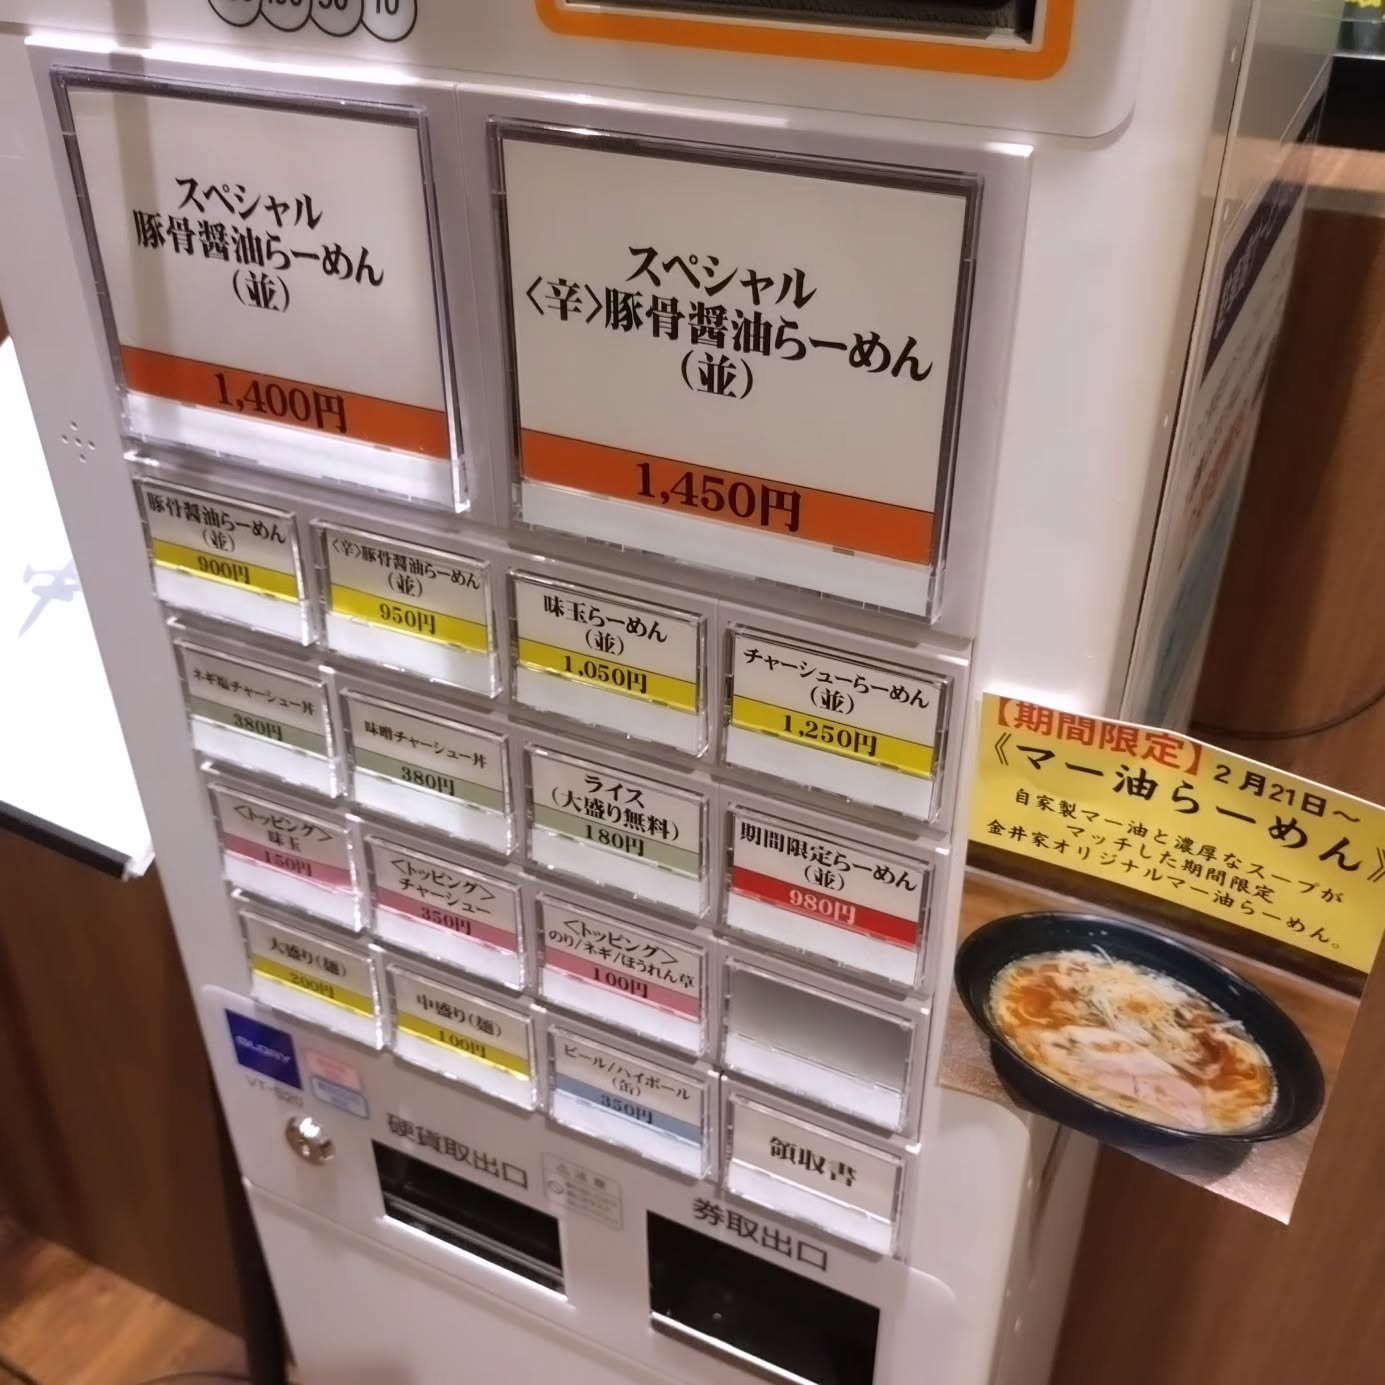 10
スペシャル
豚骨醤油らーめん
(並)
1,400円
スペシャル
〈辛〉豚骨醤油らーめん
(並)
1,450円
豚骨醤油らーめん
(並)
900円
〈辛〉豚骨醤油らーめん
(並)
950円
味玉らーめん
(並)
1,050円
チャーシューらーめん
(並)
1,250円
ネギ塩チャーシュー丼
380円
味噌チャーシュー丼
380円
ライス
(大盛り無料)
180円
期間限定らーめん
(並)
980円
〈トッピング〉
味玉
150円
〈トッピング〉
チャーシュー
350円
〈トッピング〉
のり/ネギ/ほうれん草
100円
大盛り(麺)
200円
中盛り(麺)
100円
ビール/ハイボール
(缶)
350円
領収書
GLORY
硬貨取出口
注意
券取出口
【期間限定】2月21日～
《マー油らーめん》
自家製マー油と濃厚なスープが
マッチした期間限定
金井家オリジナルマー油らーめん。